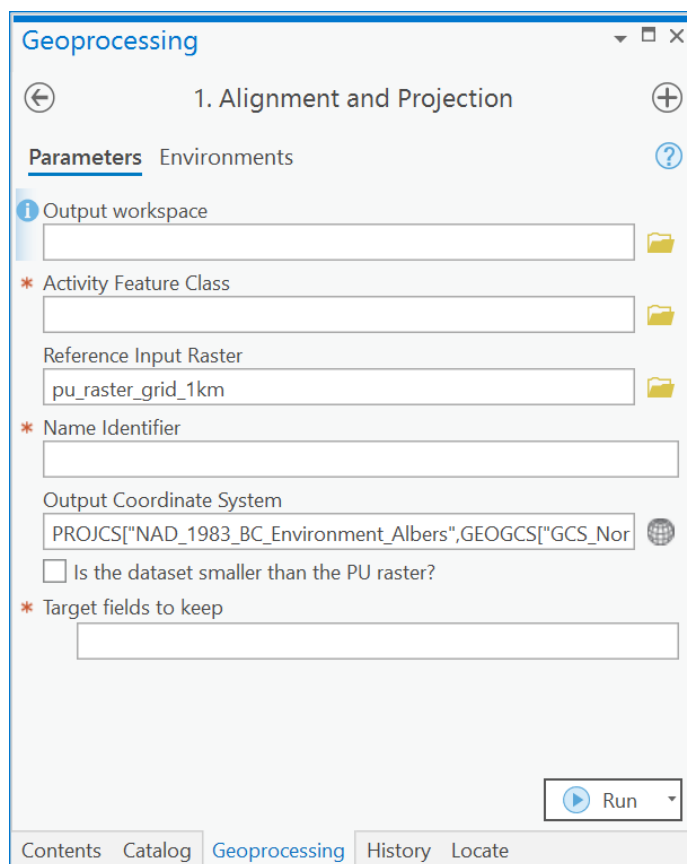 Geoprocessing
1. Alignment and Projection
Parameters Environments
Output workspace
* Activity Feature Class
Reference Input Raster
pu_raster_grid_1km
* Name Identifier
Output Coordinate System
PROJCS["NAD_1983_BC_Environment_Albers",GEOGCS["GCS_Nor
Is the dataset smaller than the PU raster?
* Target fields to keep
Run
Contents Catalog Geoprocessing History Locate